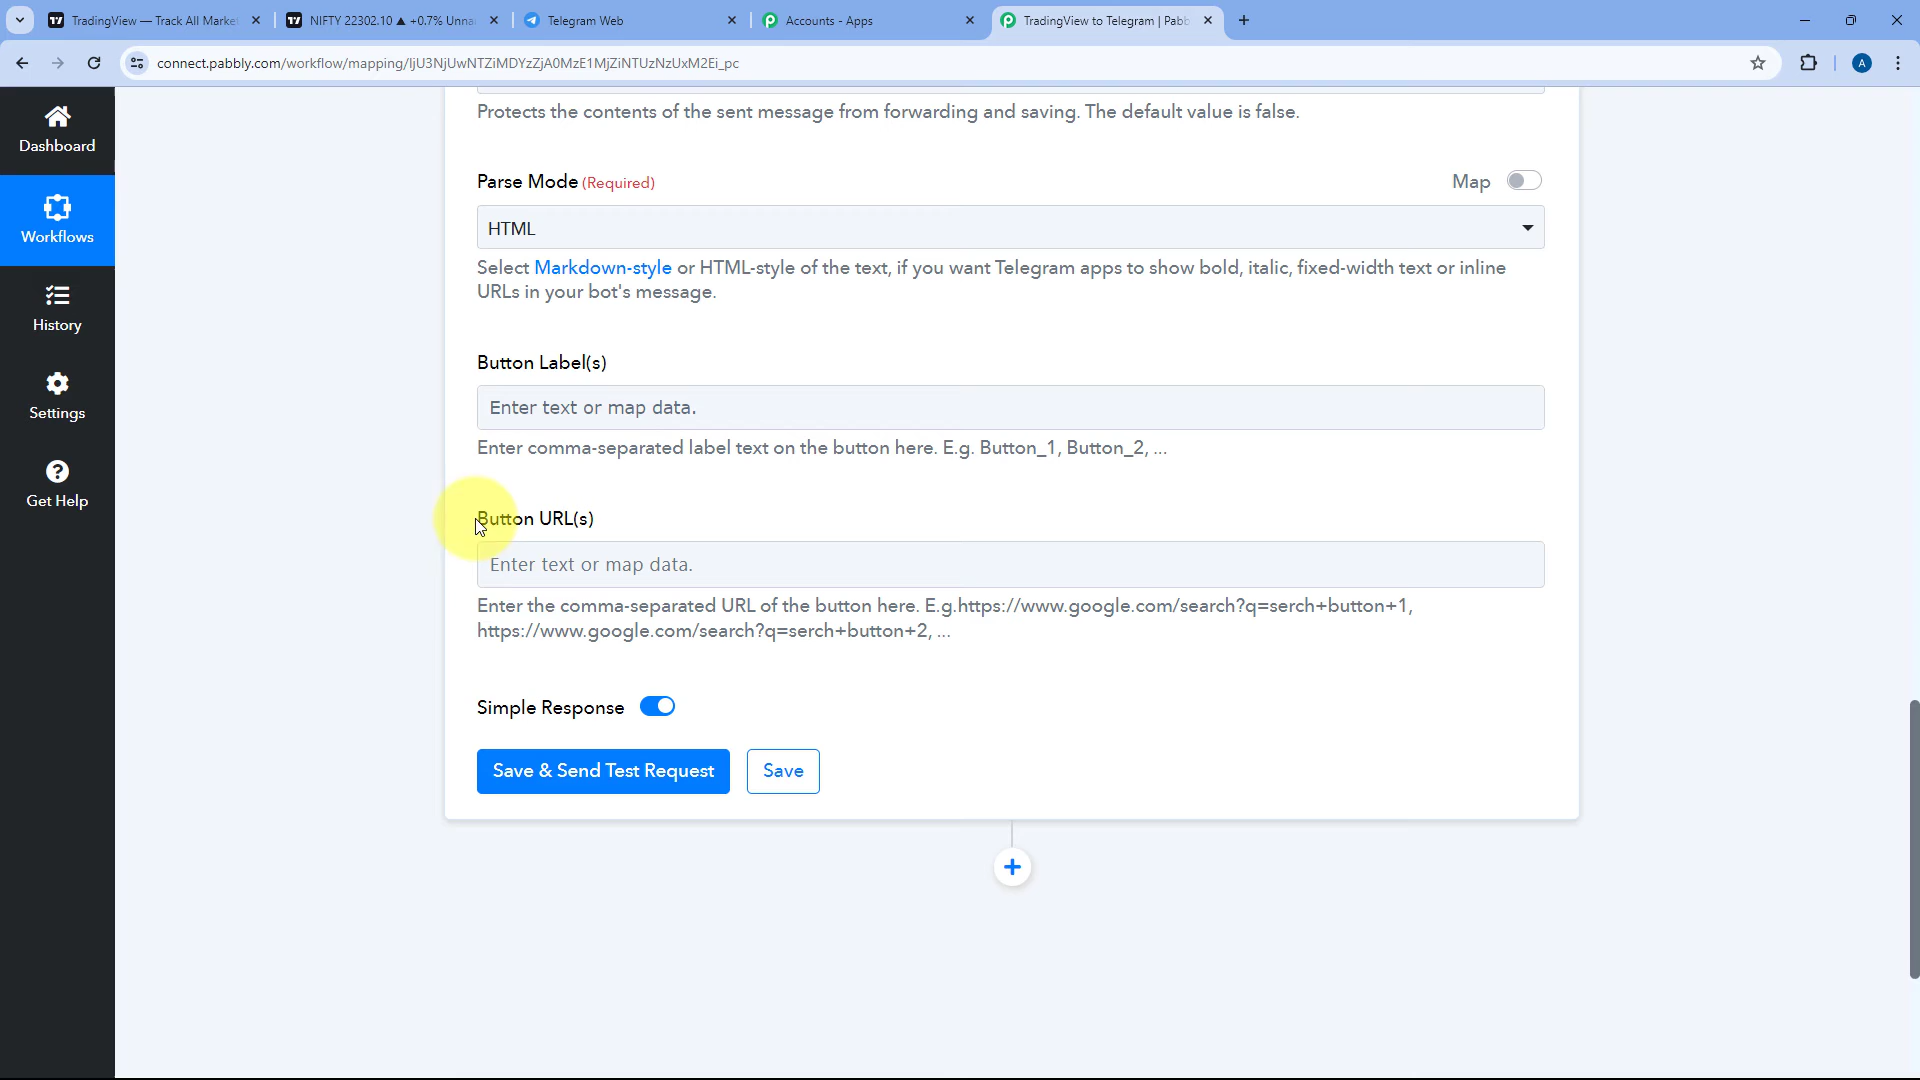 TradingView — Track All Marke
NIFTY 22302.10 ▲ +0.7% Unna
Telegram Web
Accounts - Apps
TradingView to Telegram | Pabb
connect.pabbly.com/workflow/mapping/IjU3NjUwNTZiMDYzZjA0MzE1MjZiNTUzNzUxM2Ei_pc
A
Dashboard
Workflows
History
Settings
Get Help
Protects the contents of the sent message from forwarding and saving. The default value is false.
Parse Mode (Required)
Map
HTML
Select Markdown-style or HTML-style of the text, if you want Telegram apps to show bold, italic, fixed-width text or inline
URLs in your bot's message.
Button Label(s)
Enter text or map data.
Enter comma-separated label text on the button here. E.g. Button_1, Button_2, ...
Button URL(s)
Enter text or map data.
Enter the comma-separated URL of the button here. E.g.https://www.google.com/search?q=serch+button+1,
https://www.google.com/search?q=serch+button+2, ...
Simple Response
Save & Send Test Request
Save